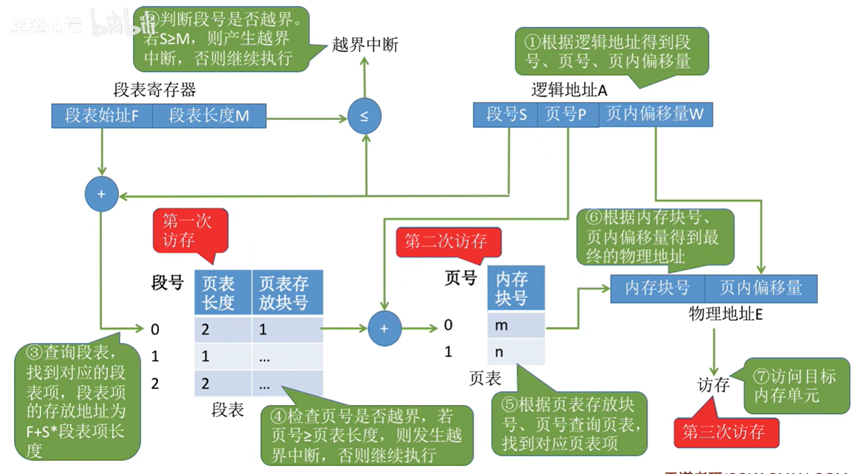 bilibili
②判断段号是否越界。
若S≥M，则产生越界
中断，否则继续执行
越界中断
①根据逻辑地址得到段
号、页号、页内偏移量
段表寄存器
段表始址F
段表长度M
≤
逻辑地址A
段号S
页号P
页内偏移量W
+
第一次
访存
第二次访存
⑥根据内存块号、
页内偏移量得到最
终的物理地址
段号
页表
长度
页表存
放块号
0
2
1
1
1
...
2
2
...
段表
+
页号
内存
块号
0
m
1
n
页表
内存块号
页内偏移量
物理地址E
③查询段表，
找到对应的段
表项，段表项
的存放地址为
F+S*段表项长
度
④检查页号是否越界，若
页号≥页表长度，则发生越
界中断，否则继续执行
⑤根据页表存放块
号、页号查询页表，
找到对应页表项
访存
⑦访问目标
内存单元
第三次访存